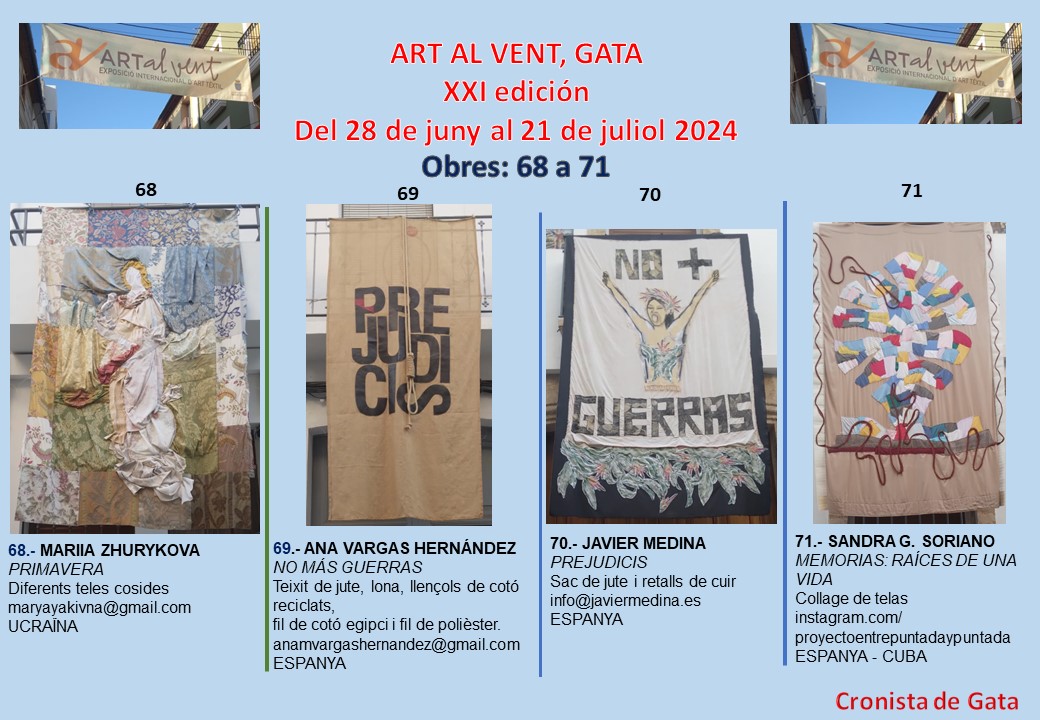 ART al vent
EXPOSICIÓ INTERNACIONAL D'ART TÈXTIL
ART al vent
EXPOSICIÓ INTERNACIONAL D'ART TÈXTIL
ART AL VENT, GATA
XXI edición
Del 28 de juny al 21 de juliol 2024
Obres: 68 a 71
68
69
70
71
PRE
JUDI
CIS
NO +
GUERRAS
68.- MARIIA ZHURYKOVA
PRIMAVERA
Diferents teles cosides
maryayakivna@gmail.com
UCRAÏNA
69.- ANA VARGAS HERNÁNDEZ
NO MÁS GUERRAS
Teixit de jute, lona, llençols de cotó
reciclats,
fil de cotó egipci i fil de polièster.
anamvargashernandez@gmail.com
ESPANYA
70.- JAVIER MEDINA
PREJUDICIS
Sac de jute i retalls de cuir
info@javiermedina.es
ESPANYA
71.- SANDRA G. SORIANO
MEMORIAS: RAÍCES DE UNA
VIDA
Collage de telas
instagram.com/
proyectoentrepuntadaypuntada
ESPANYA - CUBA
Cronista de Gata